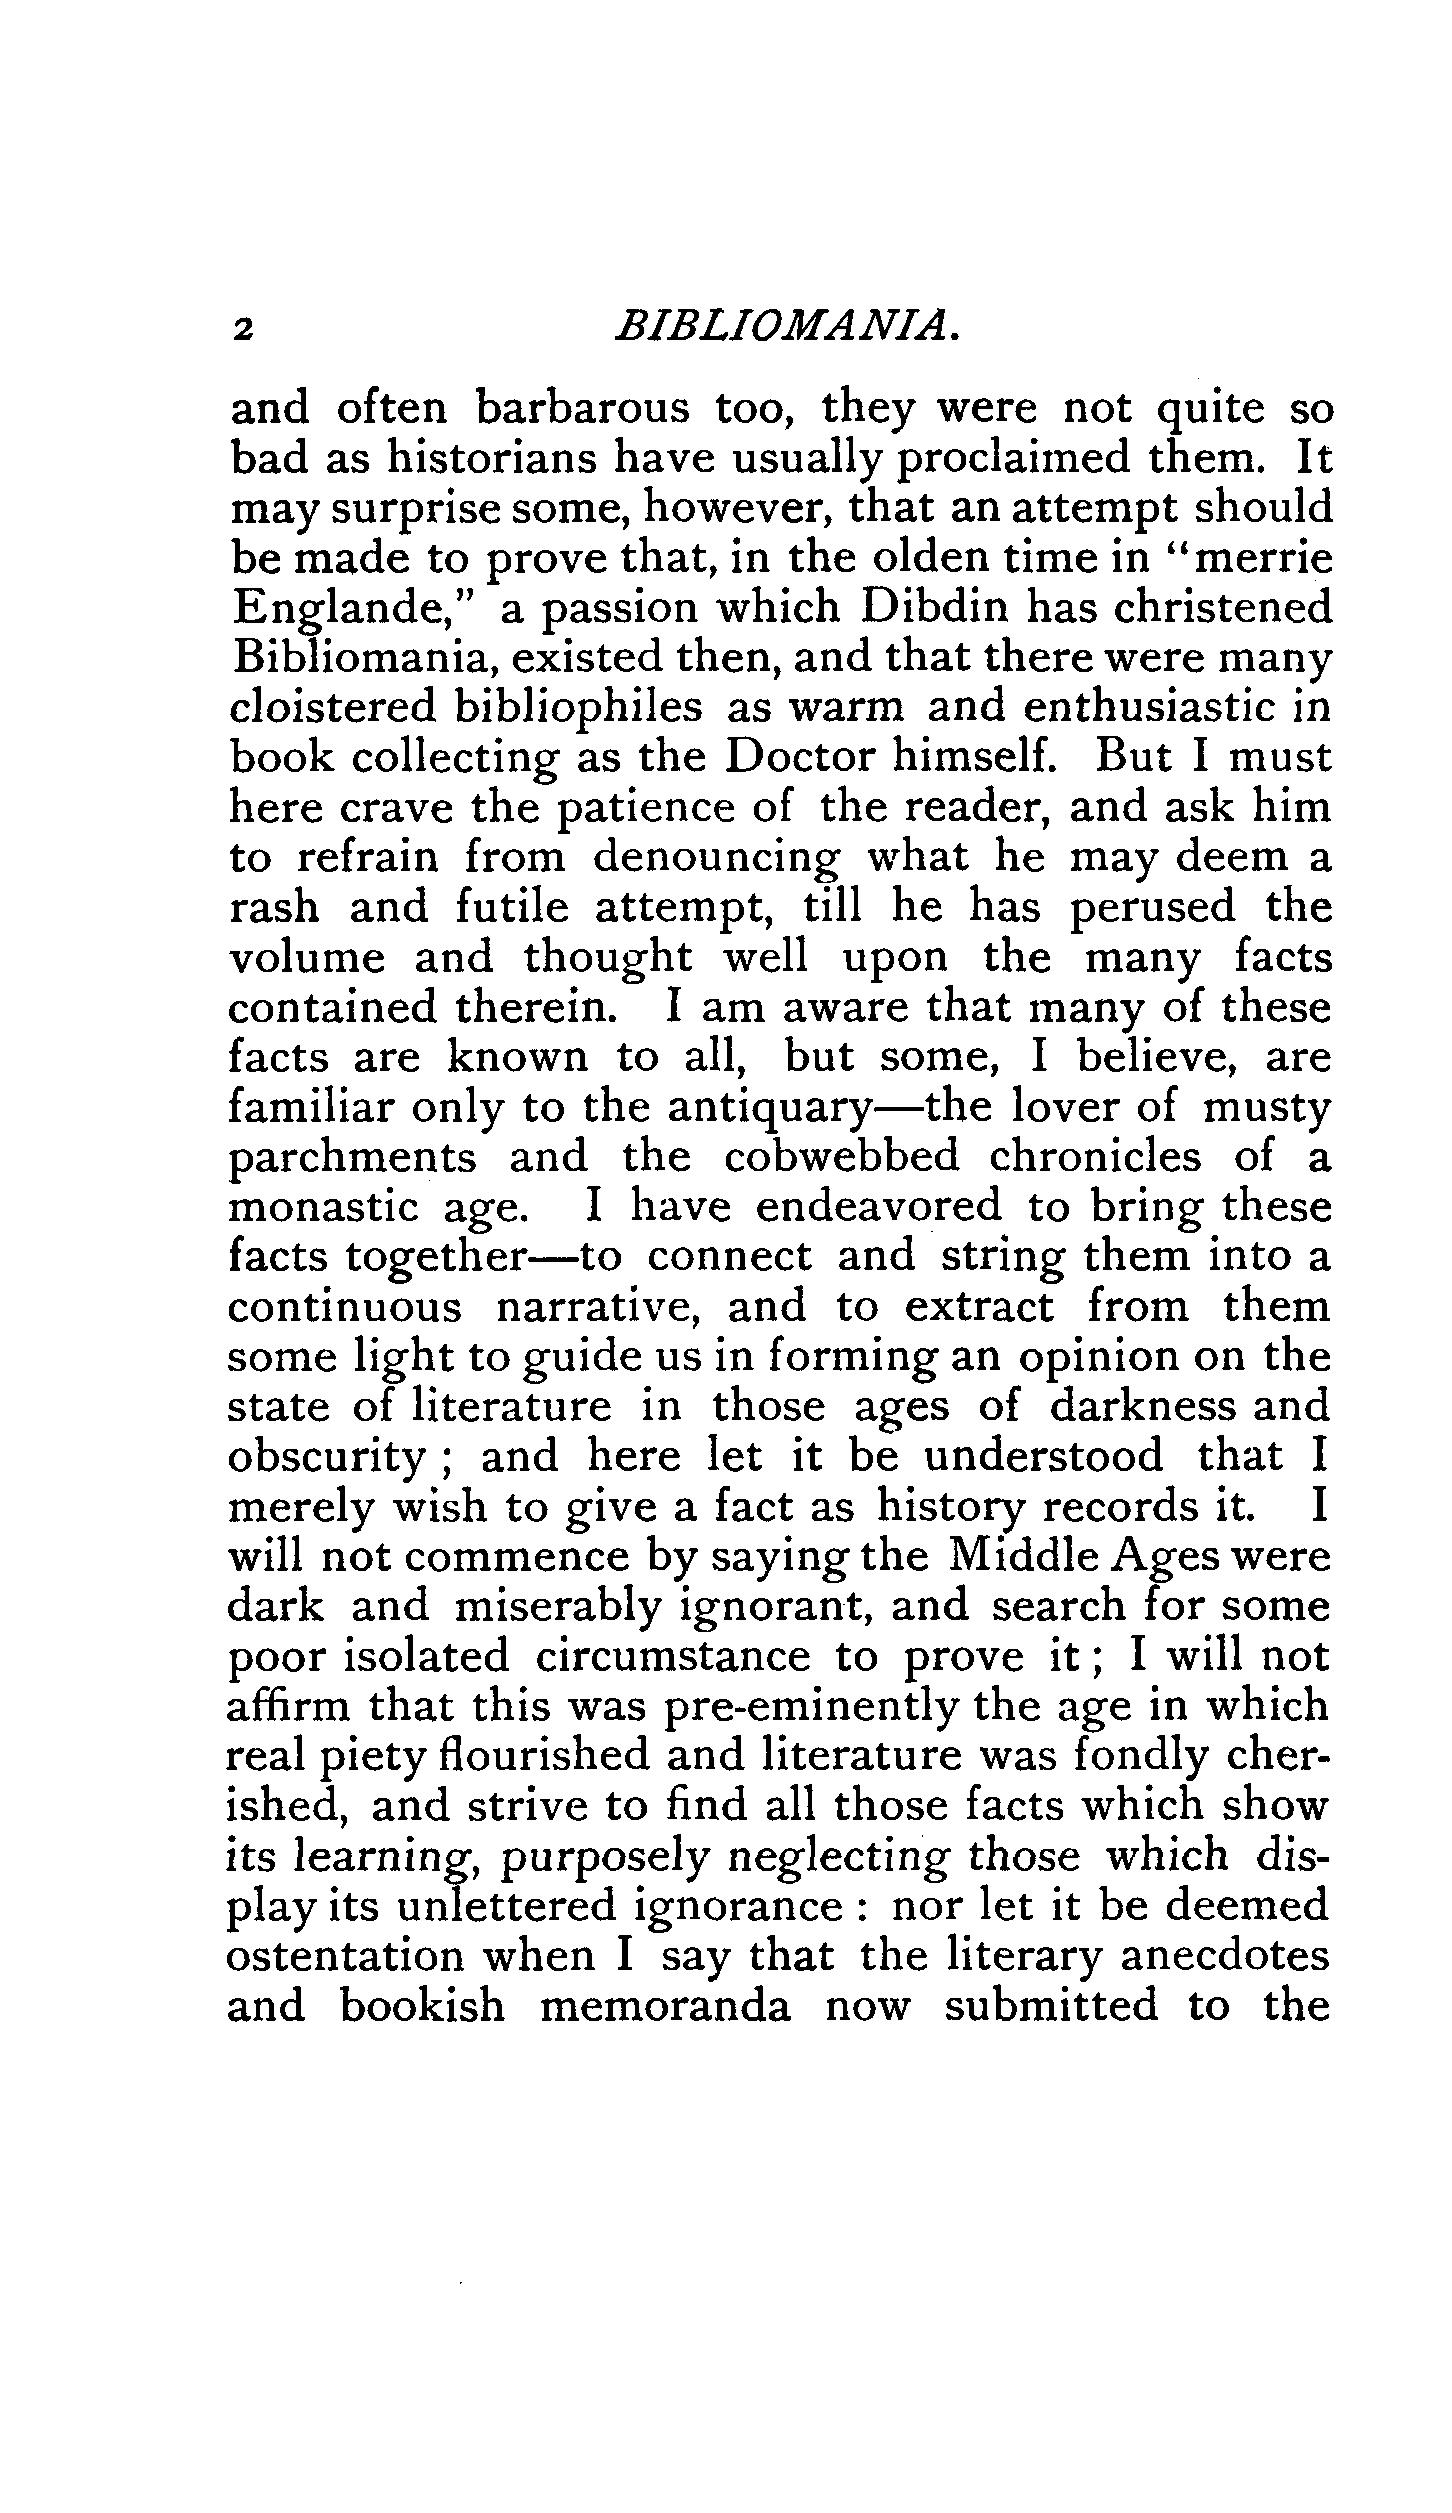 2 BIBLIOMANIA.
and often barbarous too, they were not quite so
bad as historians have usually proclaimed them. It
may surprise some, however, that an attempt should
be made to prove that, in the olden time in "merrie
Englande," a passion which Dibdin has christened
Bibliomania, existed then, and that there were many
cloistered bibliophiles as warm and enthusiastic in
book collecting as the Doctor himself. But I must
here crave the patience of the reader, and ask him
to refrain from denouncing what he may deem a
rash and futile attempt, till he has perused the
volume and thought well upon the many facts
contained therein. I am aware that many of these
facts are known to all, but some, I believe, are
familiar only to the antiquary—the lover of musty
parchments and the cobwebbed chronicles of a
monastic age. I have endeavored to bring these
facts together—to connect and string them into a
continuous narrative, and to extract from them
some light to guide us in forming an opinion on the
state of literature in those ages of darkness and
obscurity ; and here let it be understood that I
merely wish to give a fact as history records it. I
will not commence by saying the Middle Ages were
dark and miserably ignorant, and search for some
poor isolated circumstance to prove it ; I will not
affirm that this was pre-eminently the age in which
real piety flourished and literature was fondly cher-
ished, and strive to find all those facts which show
its learning, purposely neglecting those which dis-
play its unlettered ignorance : nor let it be deemed
ostentation when I say that the literary anecdotes
and bookish memoranda now submitted to the